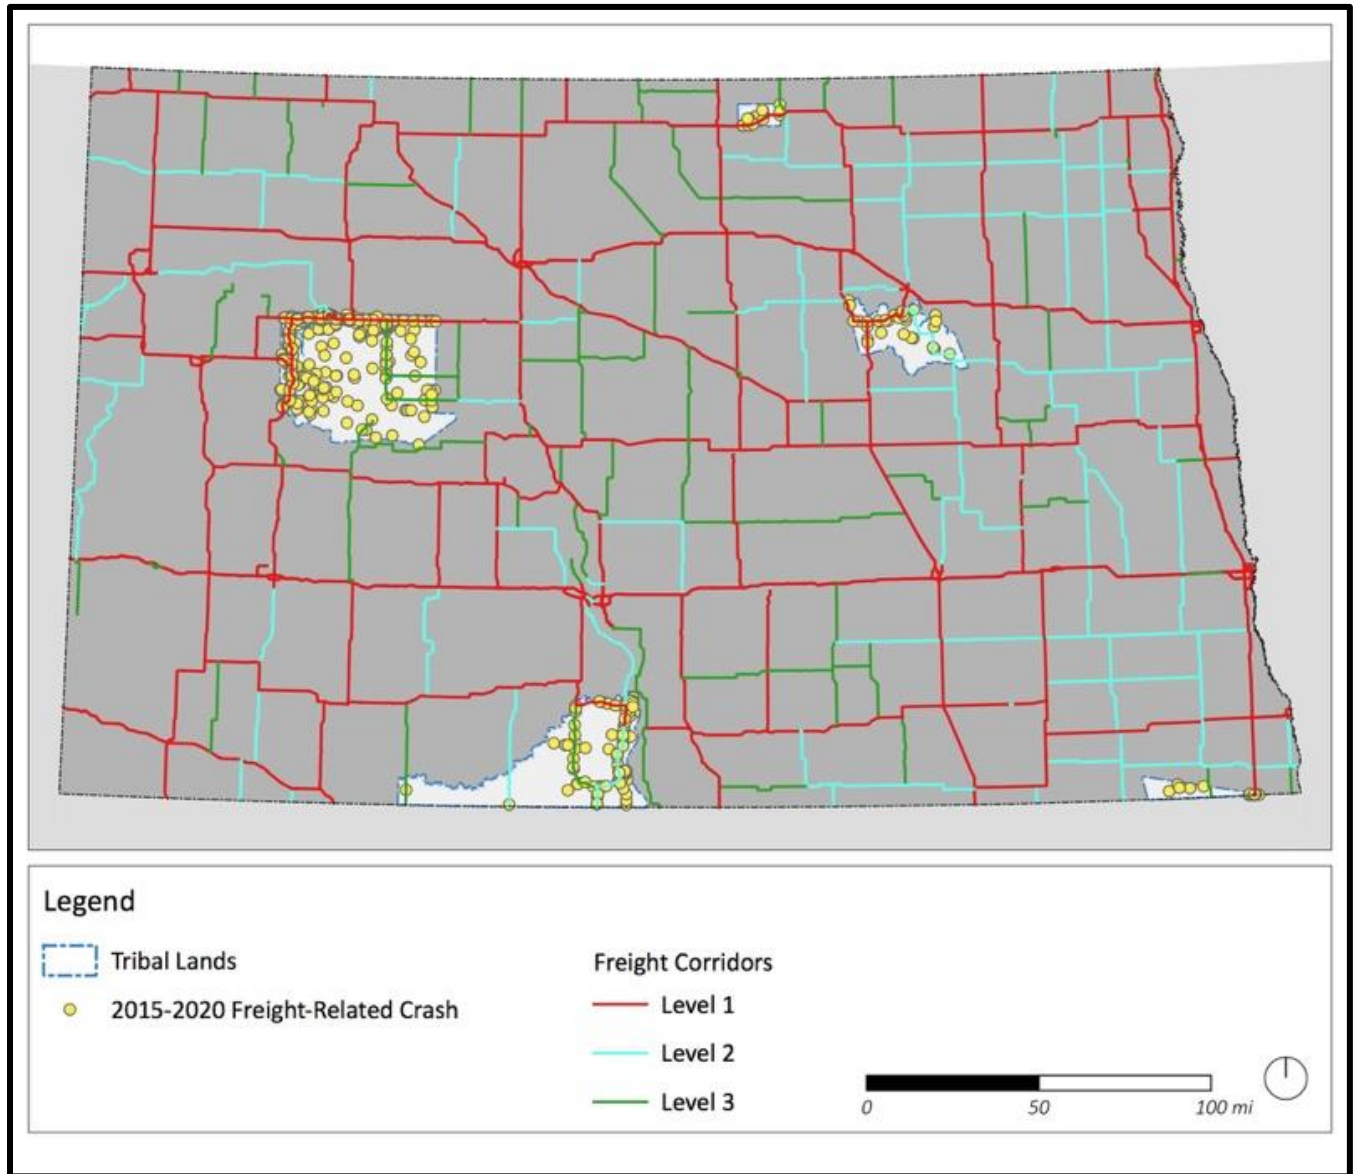 Legend
Tribal Lands
2015-2020 Freight-Related Crash
Freight Corridors
Level 1
Level 2
Level 3
0 50 100 mi